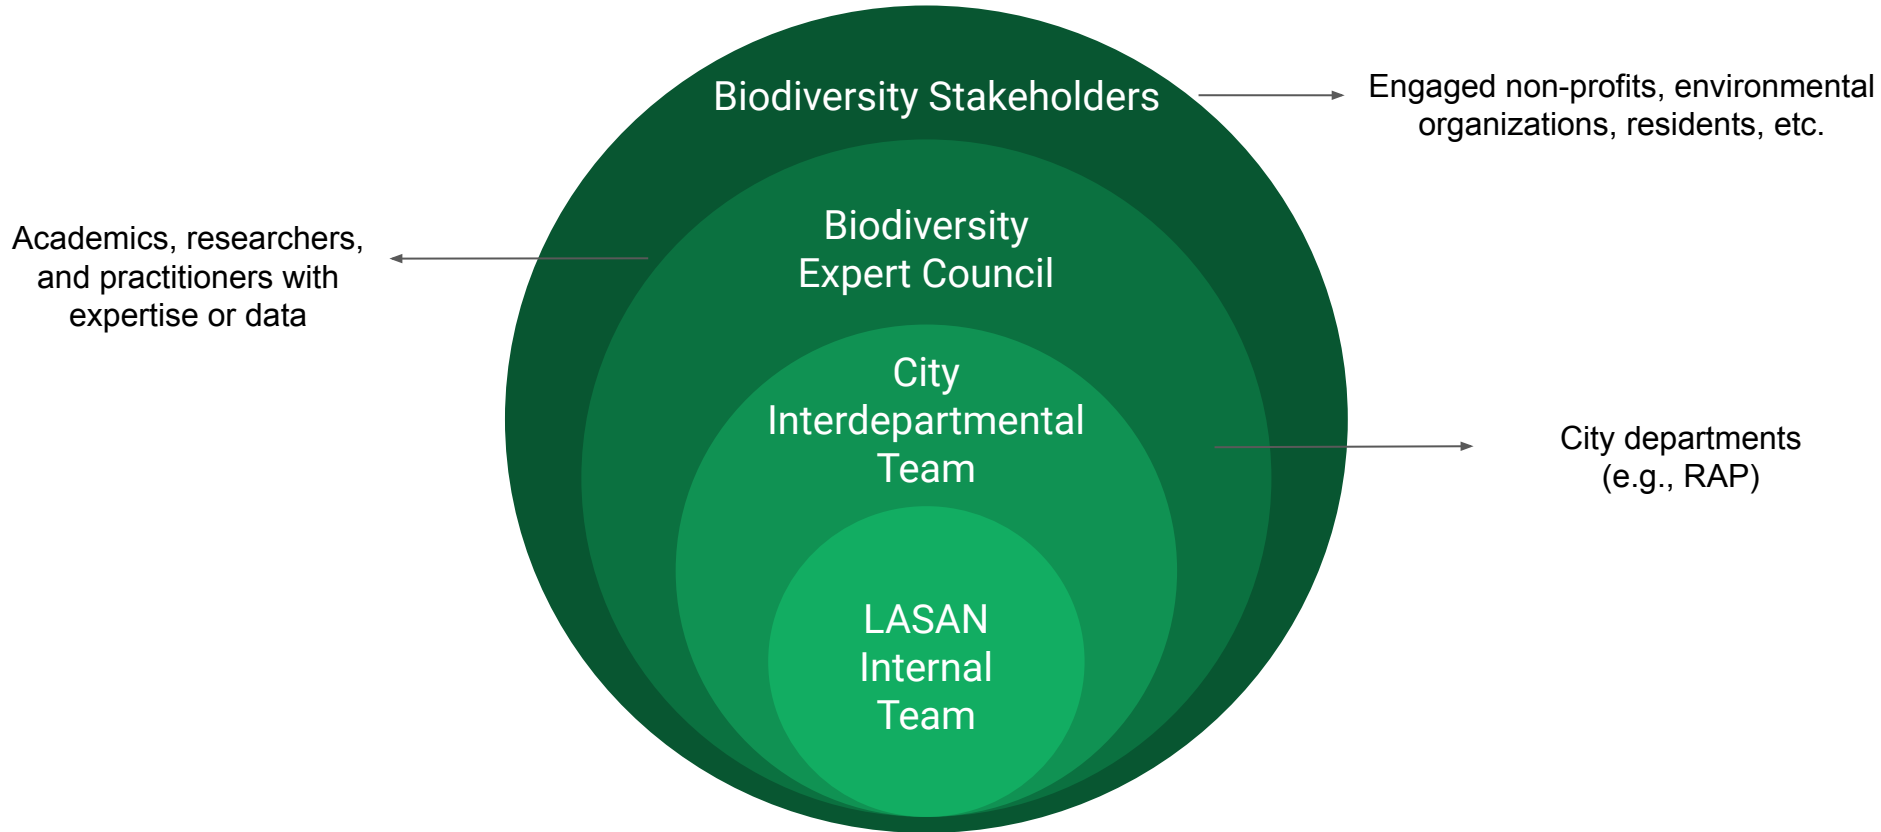 Biodiversity Stakeholders
Engaged non-profits, environmental
organizations, residents, etc.
Biodiversity
Expert Council
Academics, researchers,
and practitioners with
expertise or data
City
Interdepartmental
Team
City departments
(e.g., RAP)
LASAN
Internal
Team